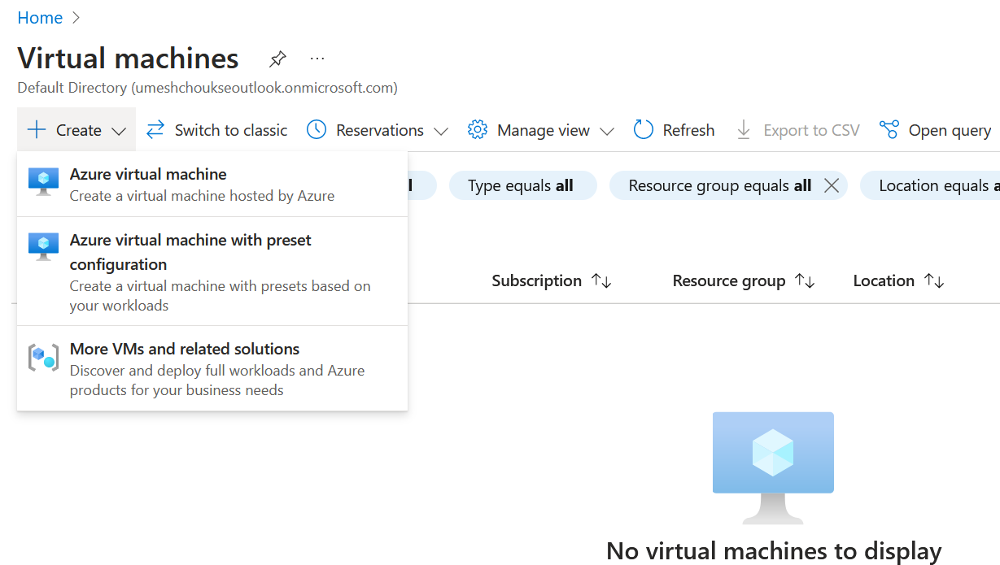 Home
Virtual machines
Default Directory (umeshchoukseoutlook.onmicrosoft.com)
Create Switch to classic Reservations Manage view Refresh Export to CSV Open query
Azure virtual machine
Create a virtual machine hosted by Azure
Type equals all Resource group equals all Location equals
Azure virtual machine with preset
configuration
Create a virtual machine with presets based on
your workloads
Subscription Resource group Location
More VMs and related solutions
Discover and deploy full workloads and Azure
products for your business needs
No virtual machines to display